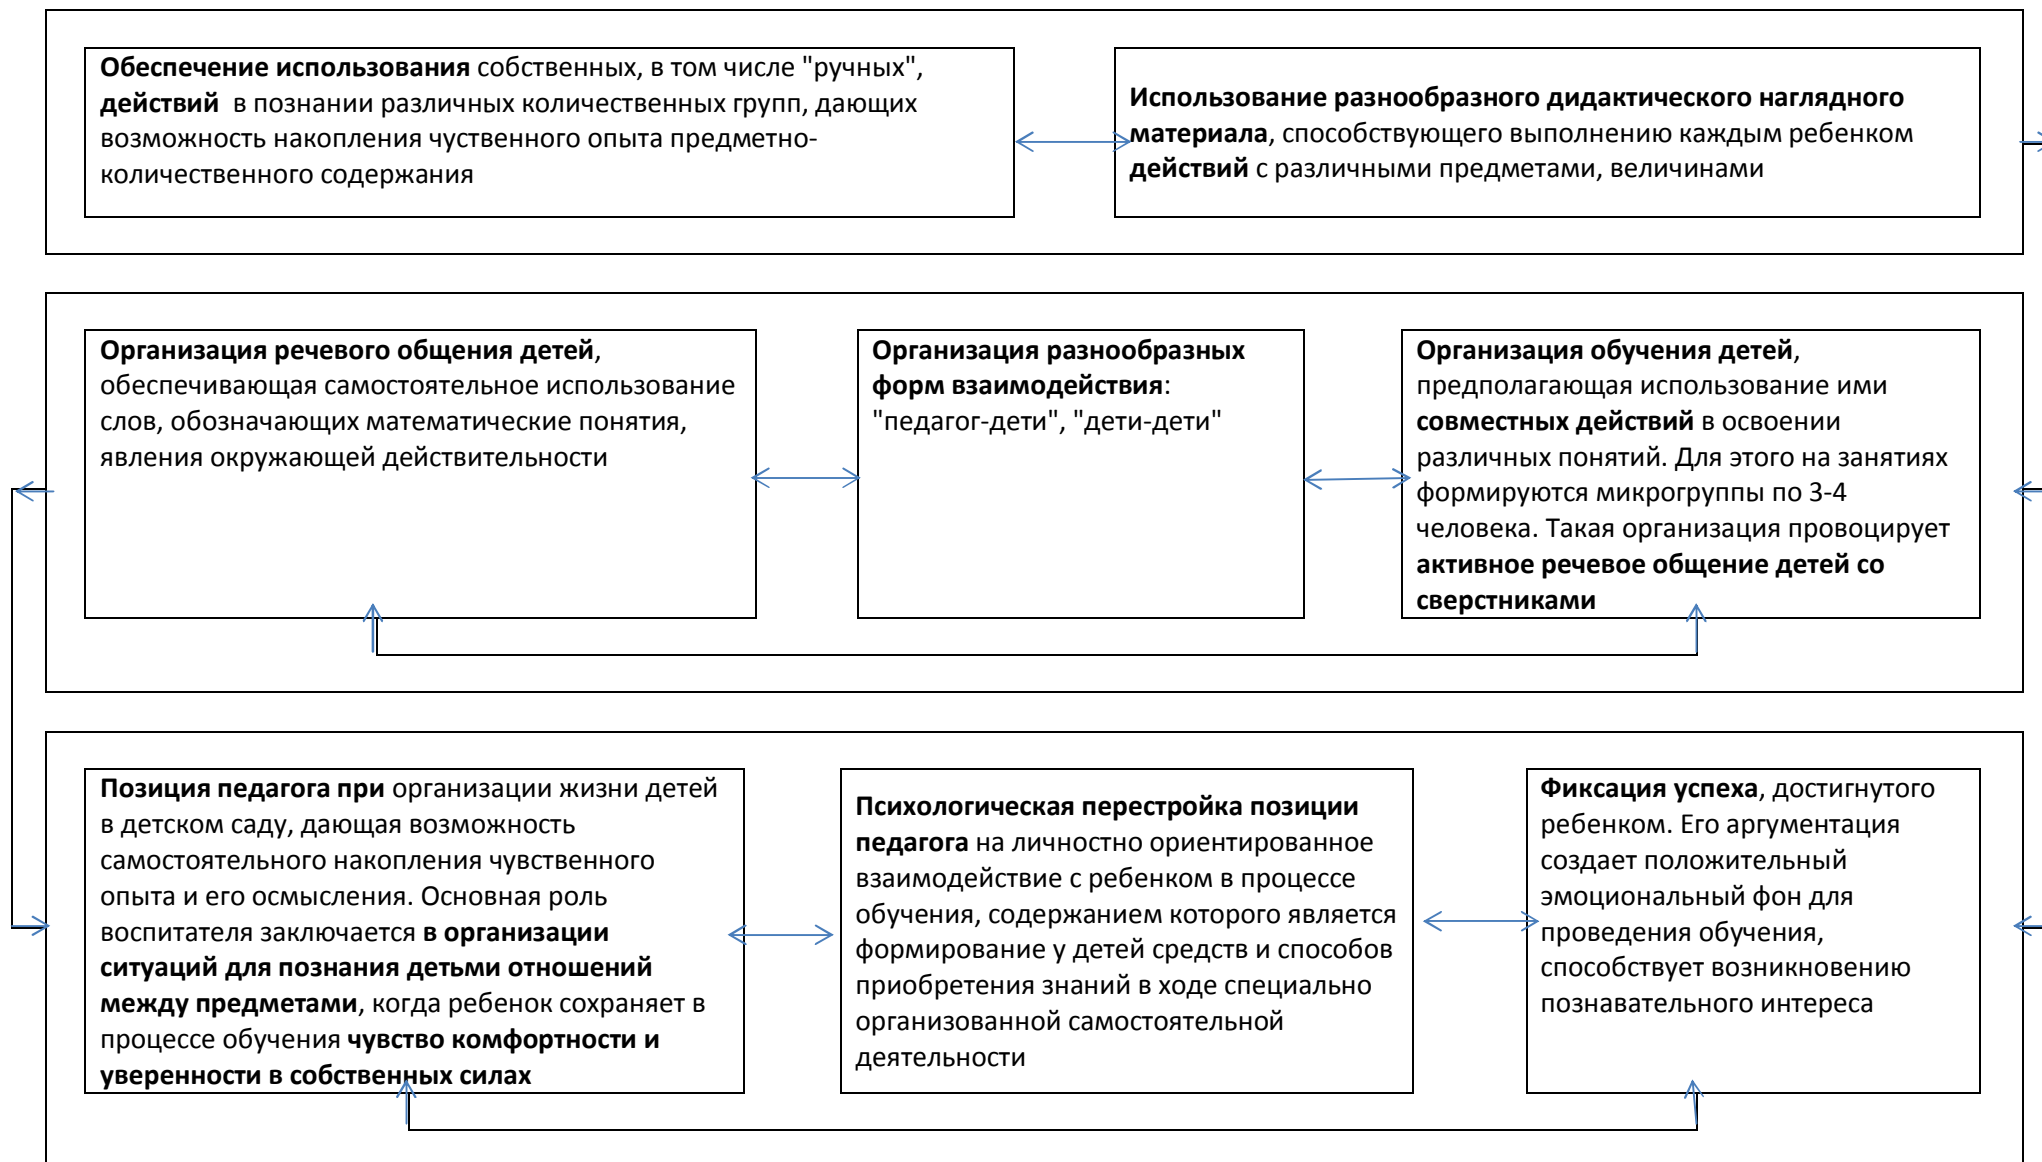 Обеспечение использования собственных, в том числе "ручных",
действий  в познании различных количественных групп, дающих
возможность накопления чуственного опыта предметно-
количественного содержания
Использование разнообразного дидактического наглядного
материала, способствующего выполнению каждым ребенком
действий с различными предметами, величинами
Организация речевого общения детей,
обеспечивающая самостоятельное использование
слов, обозначающих математические понятия,
явления окружающей действительности
Организация разнообразных
форм взаимодействия:
"педагог-дети", "дети-дети"
Организация обучения детей,
предполагающая использование ими
совместных действий в освоении
различных понятий. Для этого на занятиях
формируются микрогруппы по 3-4
человека. Такая организация провоцирует
активное речевое общение детей со
сверстниками
Позиция педагога при организации жизни детей
в детском саду, дающая возможность
самостоятельного накопления чувственного
опыта и его осмысления. Основная роль
воспитателя заключается в организации
ситуаций для познания детьми отношений
между предметами, когда ребенок сохраняет в
процессе обучения чувство комфортности и
уверенности в собственных силах
Психологическая перестройка позиции
педагога на личностно ориентированное
взаимодействие с ребенком в процессе
обучения, содержанием которого является
формирование у детей средств и способов
приобретения знаний в ходе специально
организованной самостоятельной
деятельности
Фиксация успеха, достигнутого
ребенком. Его аргументация
создает положительный
эмоциональный фон для
проведения обучения,
способствует возникновению
познавательного интереса